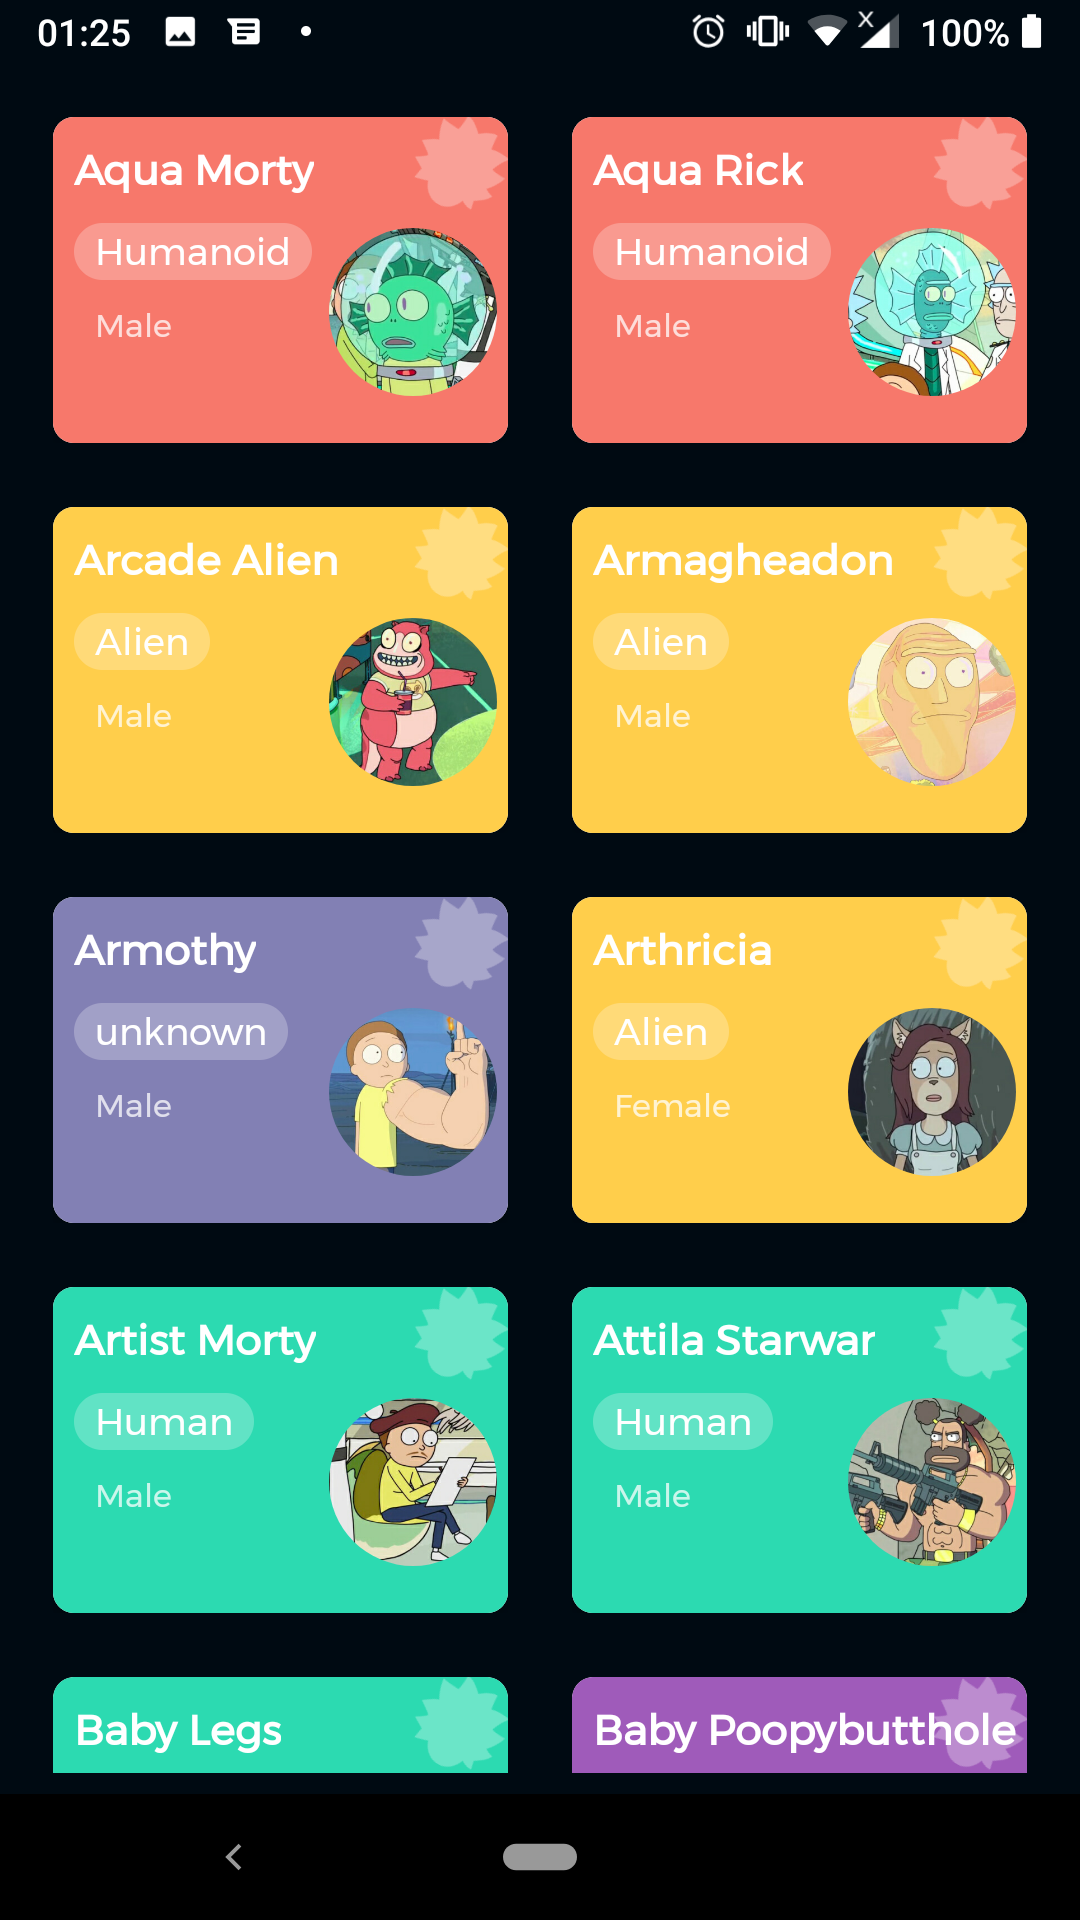 01:25 100%
Aqua Morty
Humanoid
Male
Aqua Rick
Humanoid
Male
Arcade Alien
Alien
Male
Armagheadon
Alien
Male
Armothy
unknown
Male
Arthricia
Alien
Female
Artist Morty
Human
Male
Attila Starwar
Human
Male
Baby Legs
Baby Poopybutthole